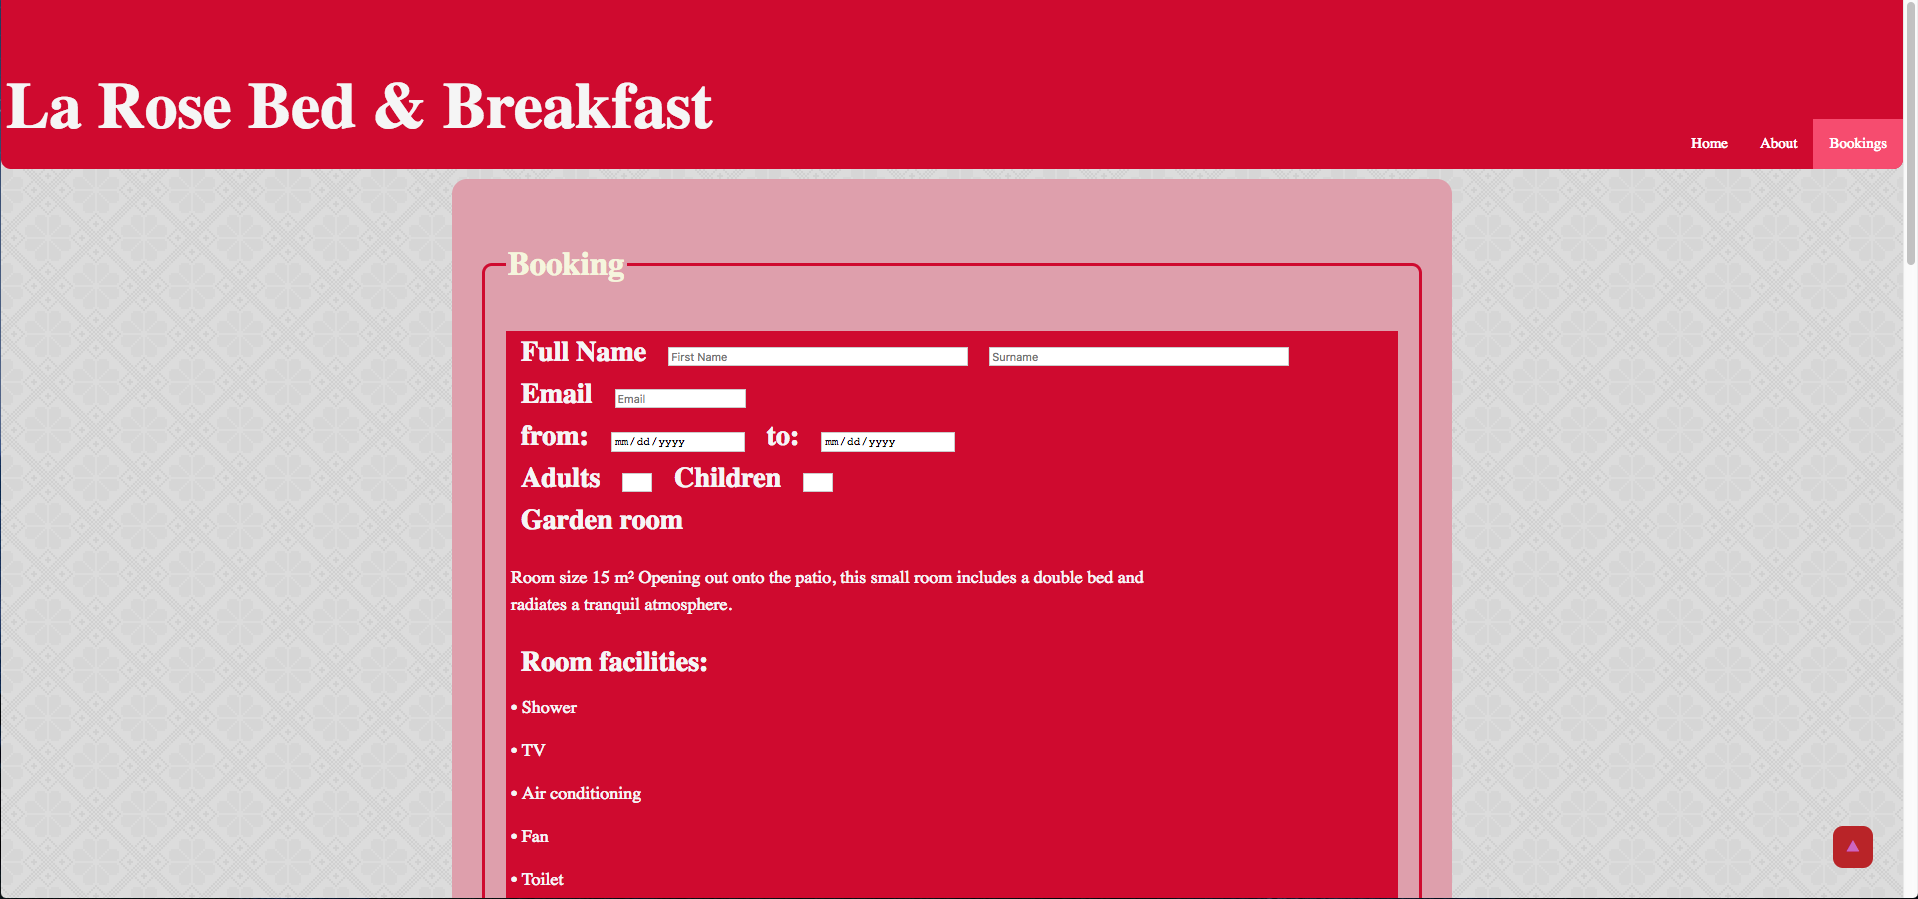 La Rose Bed & Breakfast
Home About Bookings
Booking
Full Name First Name Surname
Email Email
from: mm/dd/yyyy to: mm/dd/yyyy
Adults Children
Garden room
Room size 15 m² Opening out onto the patio, this small room includes a double bed and
radiates a tranquil atmosphere.
Room facilities:
• Shower
• TV
• Air conditioning
• Fan
• Toilet